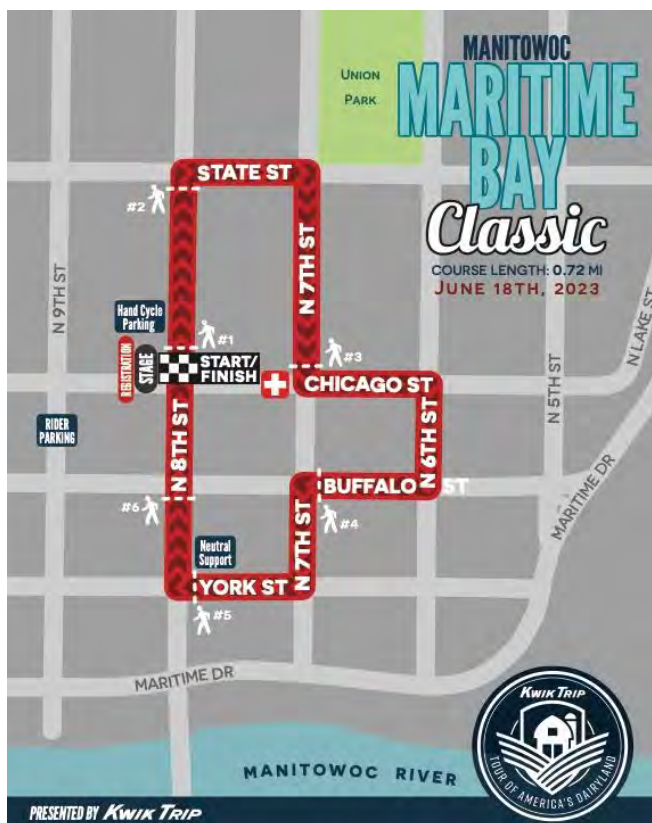 MANITOWOC
MARITIME
BAY
Classic
COURSE LENGTH: 0.72 MI
JUNE 18TH, 2023
UNION
PARK
STATE ST
#2
N 7TH ST
N 9TH ST
Hand Cycle
Parking
#1
#3
REGISTRATION
STAGE
START/
FINISH
CHICAGO ST
N LAKE ST
N 5TH ST
RIDER
PARKING
N 8TH ST
N 6TH ST
BUFFALO ST
MARITIME DR
#6
#4
N 7TH ST
Neutral
Support
YORK ST
#5
MARITIME DR
KWIK TRIP
TOUR OF AMERICA'S DAIRYLAND
MANITOWOC RIVER
PRESENTED BY KWIK TRIP